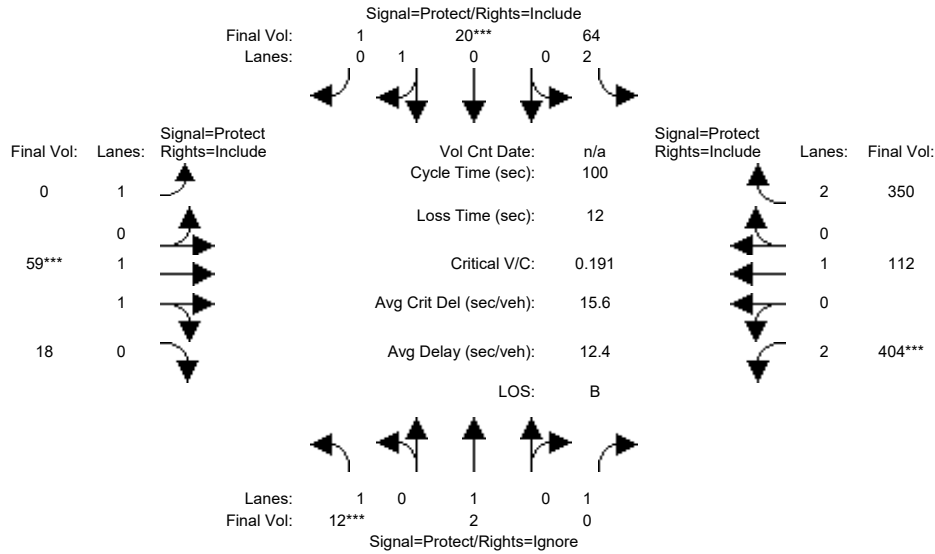 Signal=Protect/Rights=Include
Final Vol: 1 20*** 64
Lanes: 0 1 0 0 2
Signal=Protect
Final Vol: Lanes: Rights=Include
Vol Cnt Date: n/a
Signal=Protect
Rights=Include Lanes: Final Vol:
Cycle Time (sec): 100
0 1
2 350
Loss Time (sec): 12
0
0
59*** 1
Critical V/C: 0.191
1 112
1
Avg Crit Del (sec/veh): 15.6
0
18 0
Avg Delay (sec/veh): 12.4
2 404***
LOS: B
Lanes: 1 0 1 0 1
Final Vol: 12*** 2 0
Signal=Protect/Rights=Ignore